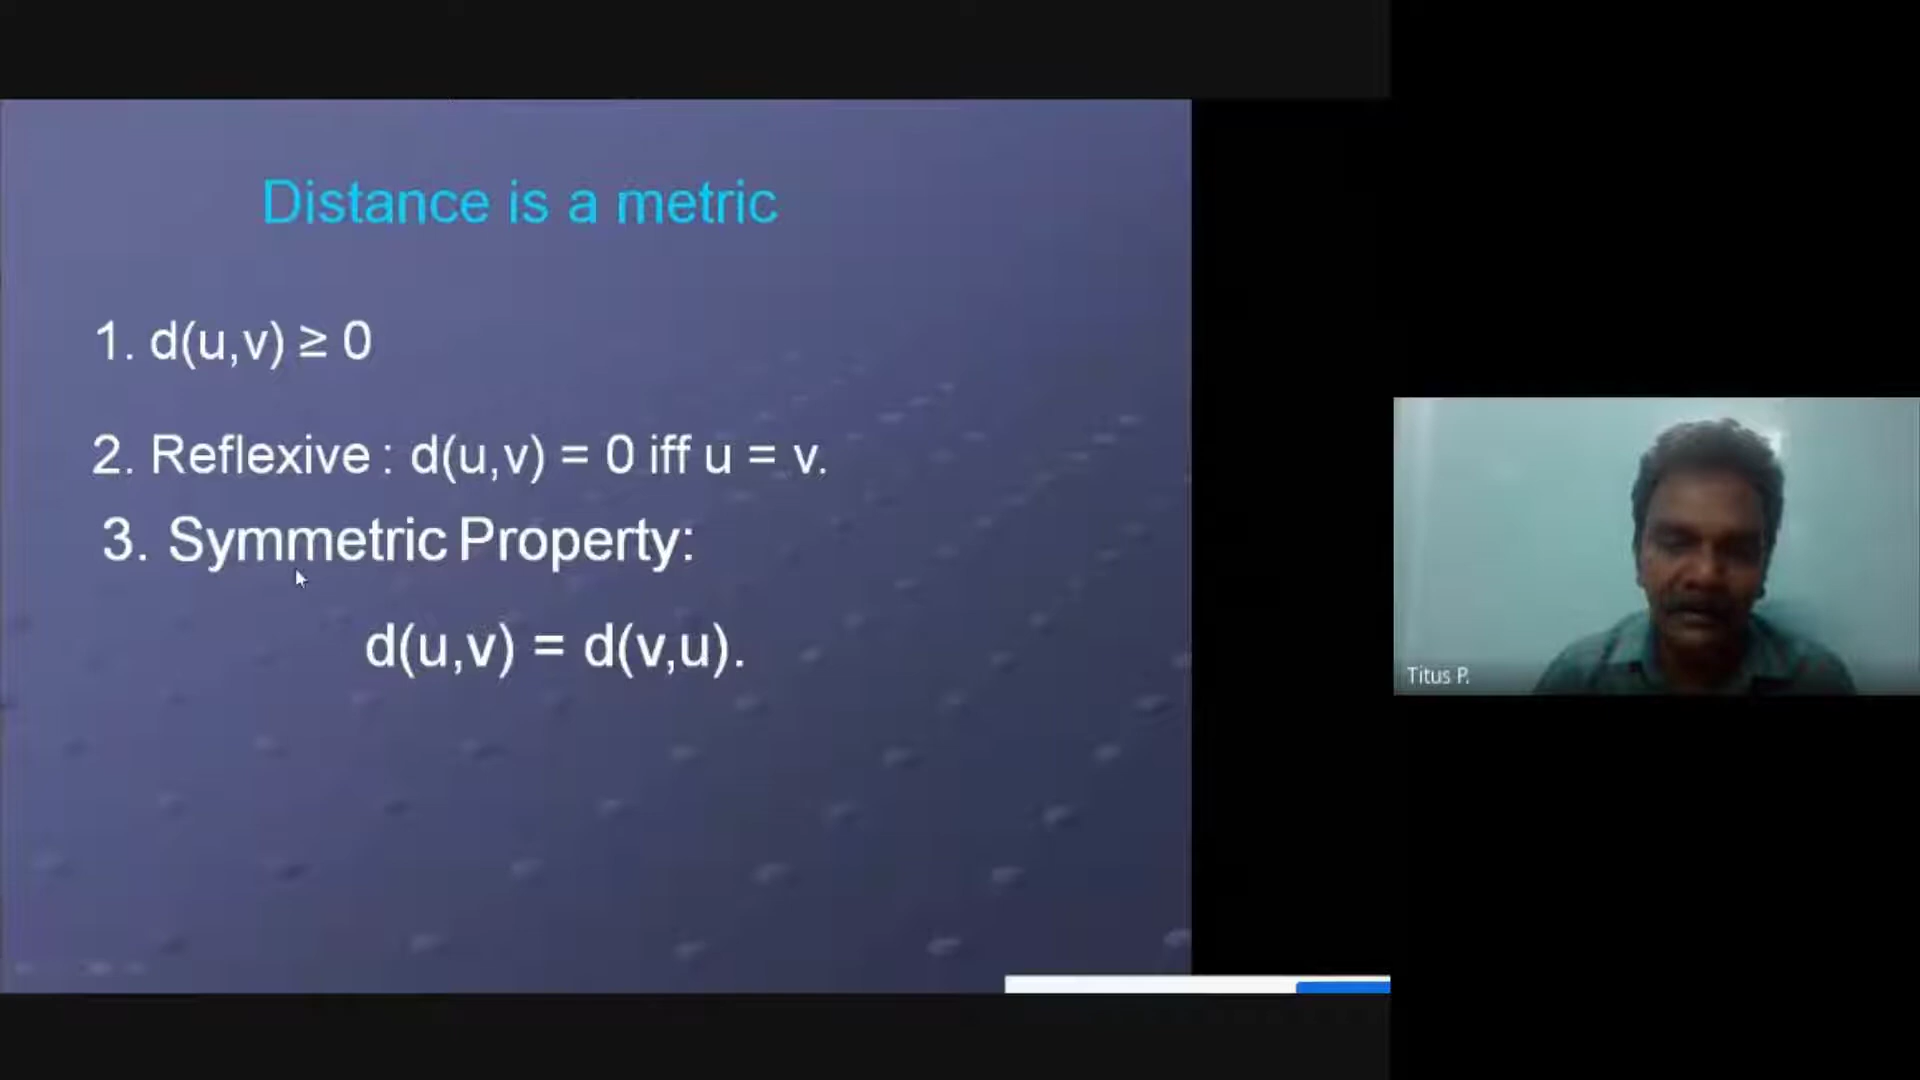 Distance is a metric
1. d(u,v) ≥ 0
2. Reflexive : d(u,v) = 0 iff u = v.
3. Symmetric Property:
d(u,v) = d(v,u).
Titus P.